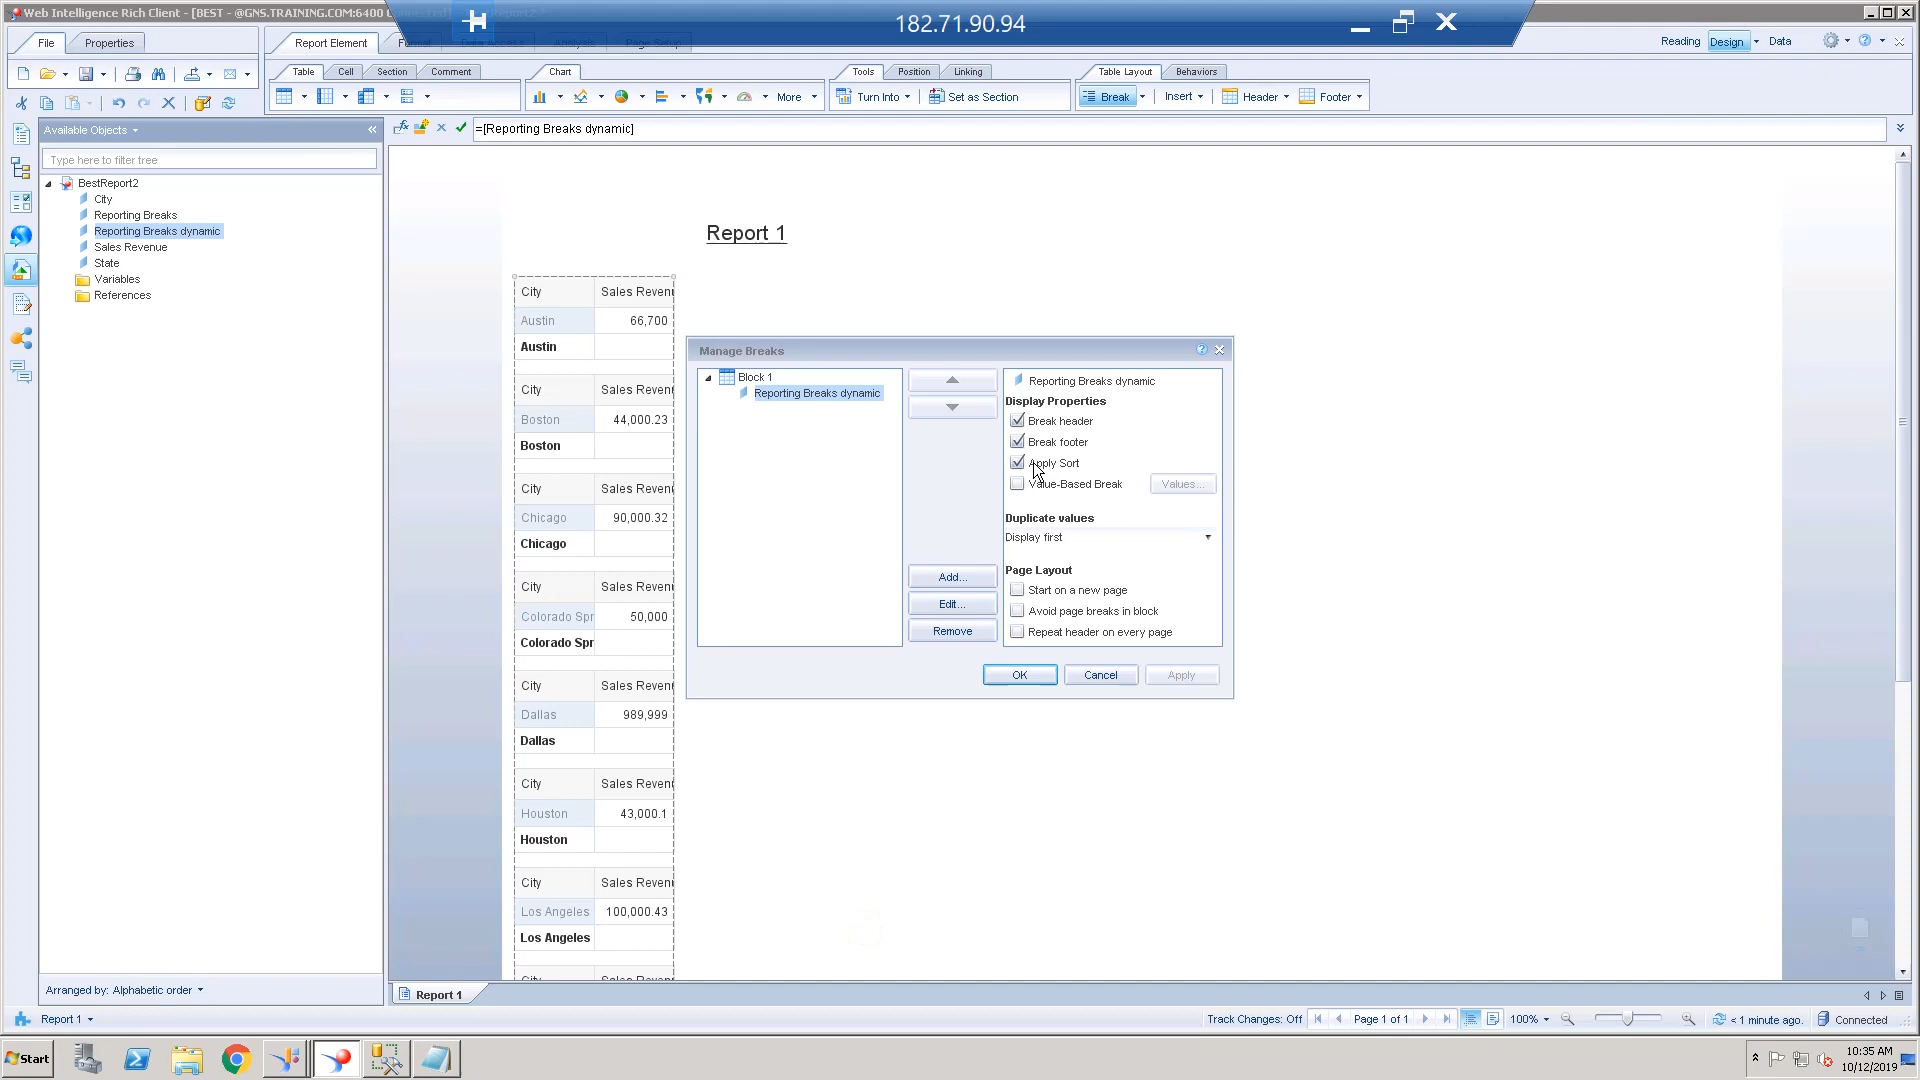 Web Intelligence Rich Client - [BEST - @GNS.TRAINING.COM:6400
182.71.90.94
File
Properties
Report Element
Reading
Design
Data
Table
Cell
Section
Comment
Chart
Tools
Position
Linking
Table Layout
Behaviors
More
Turn Into
Set as Section
Break
Insert
Header
Footer
Available Objects
=[Reporting Breaks dynamic]
Type here to filter tree
BestReport2
City
Reporting Breaks
Reporting Breaks dynamic
Sales Revenue
State
Variables
References
Report 1
City Sales Revenu
Austin 66,700
Austin
City Sales Revenu
Boston 44,000.23
Boston
City Sales Revenu
Chicago 90,000.32
Chicago
City Sales Revenu
Colorado Spr 50,000
Colorado Spr
City Sales Revenu
Dallas 989,999
Dallas
City Sales Revenu
Houston 43,000.1
Houston
City Sales Revenu
Los Angeles 100,000.43
Los Angeles
Manage Breaks
Block 1
Reporting Breaks dynamic
Add...
Edit...
Remove
Reporting Breaks dynamic
Display Properties
Break header
Break footer
Apply Sort
Value-Based Break
Values...
Duplicate values
Display first
Page Layout
Start on a new page
Avoid page breaks in block
Repeat header on every page
OK
Cancel
Apply
Arranged by: Alphabetic order
Report 1
Report 1
Track Changes: Off
Page 1 of 1
100%
< 1 minute ago.
Connected
Start
10:35 AM
10/12/2019